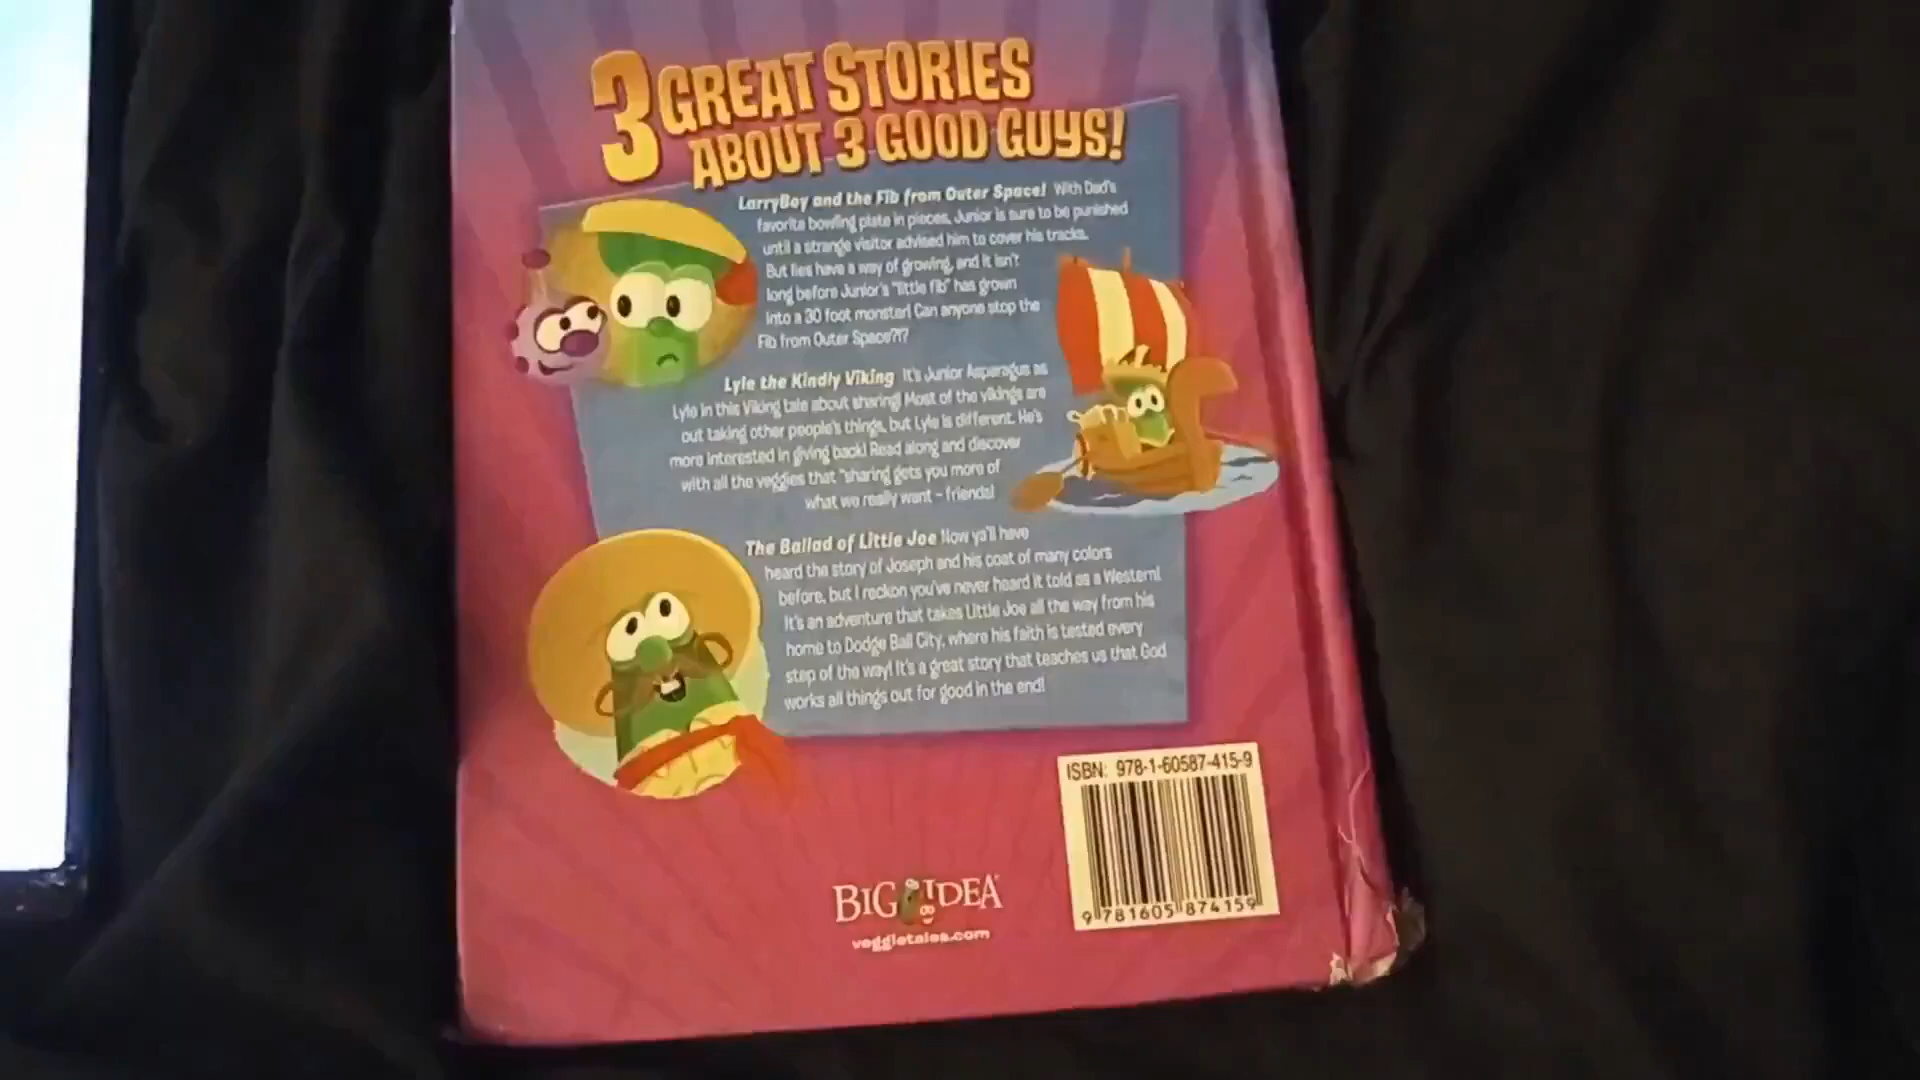 3 GREAT STORIES
ABOUT 3 GOOD GUYS!
LarryBoy and the Fib from Outer Space! With Dad's
favorite bowling plate in pieces, Junior is sure to be punished
until a strange visitor advised him to cover his tracks.
But lies have a way of growing, and it isn't
long before Junior's "little fib" has grown
into a 30 foot monster! Can anyone stop the
Fib from Outer Space?!?
Lyle the Kindly Viking It's Junior Asparagus as
Lyle in this Viking tale about sharing! Most of the vikings are
out taking other people's things, but Lyle is different. He's
more interested in giving back! Read along and discover
with all the veggies that "sharing gets you more of
what we really want - friends!
The Ballad of Little Joe Now ya'll have
heard the story of Joseph and his coat of many colors
before, but I reckon you've never heard it told as a Western!
It's an adventure that takes Little Joe all the way from his
home to Dodge Ball City, where his faith is tested every
step of the way! It's a great story that teaches us that God
works all things out for good in the end!
ISBN: 978-1-60587-415-9
9 781605 874159
BIG IDEA
veggietales.com